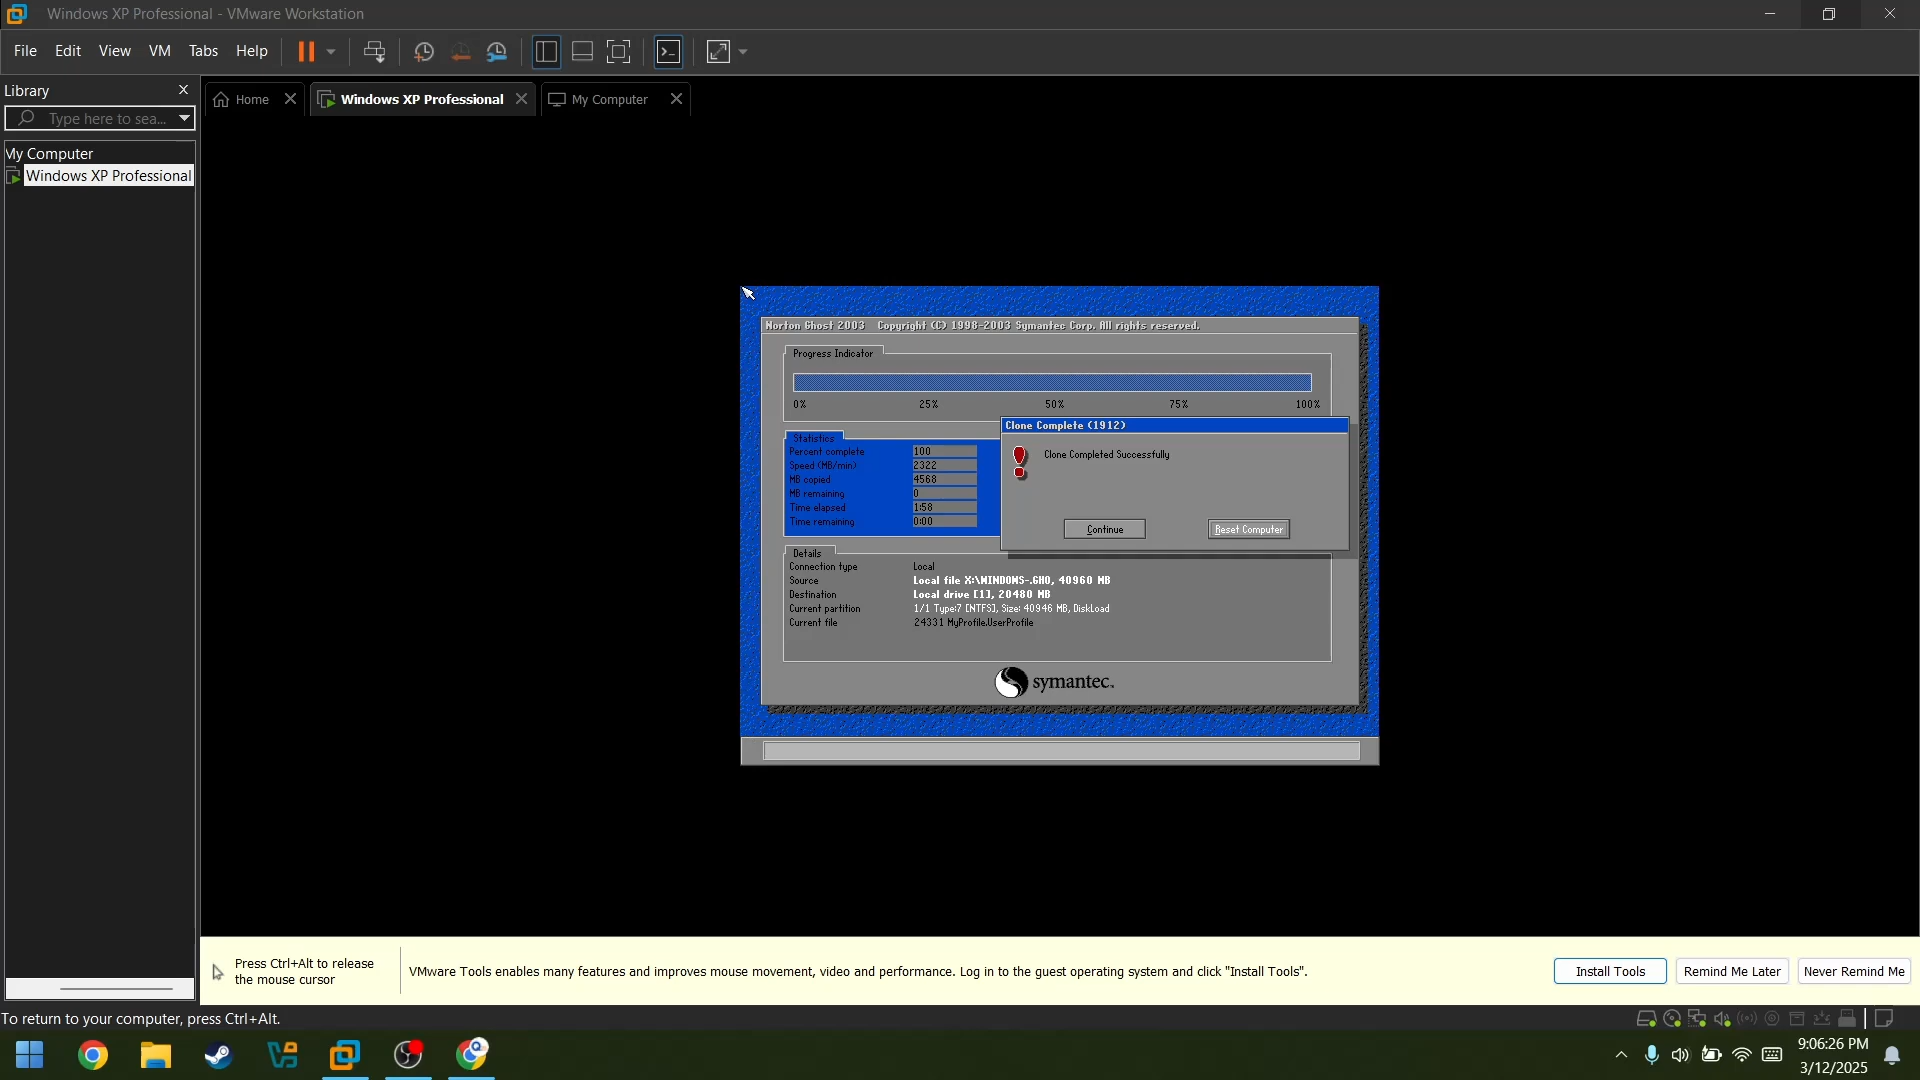 Windows XP Professional - VMware Workstation
File Edit View VM Tabs Help
Library
Type here to sea...
Home
Windows XP Professional
My Computer
My Computer
Windows XP Professional
Norton Ghost 2003 Copyright (C) 1998-2003 Symantec Corp. All rights reserved.
Progress Indicator
0% 25% 50% 75% 100%
Statistics
Percent complete 100
Speed (MB/min) 2322
MB copied 4568
MB remaining 0
Time elapsed 1:58
Time remaining 0:00
Clone Complete (1912)
Clone Completed Successfully
Continue
Reset Computer
Details
Connection type Local
Source Local file X:\WINDOWS-.GHO, 40960 MB
Destination Local drive [1], 20480 MB
Current partition 1/1 Type:7 [NTFS], Size: 40946 MB, DiskLoad
Current file 24331 MyProfile.UserProfile
symantec.
Press Ctrl+Alt to release
the mouse cursor
VMware Tools enables many features and improves mouse movement, video and performance. Log in to the guest operating system and click "Install Tools".
Install Tools
Remind Me Later
Never Remind Me
To return to your computer, press Ctrl+Alt.
9:06:26 PM
3/12/2025